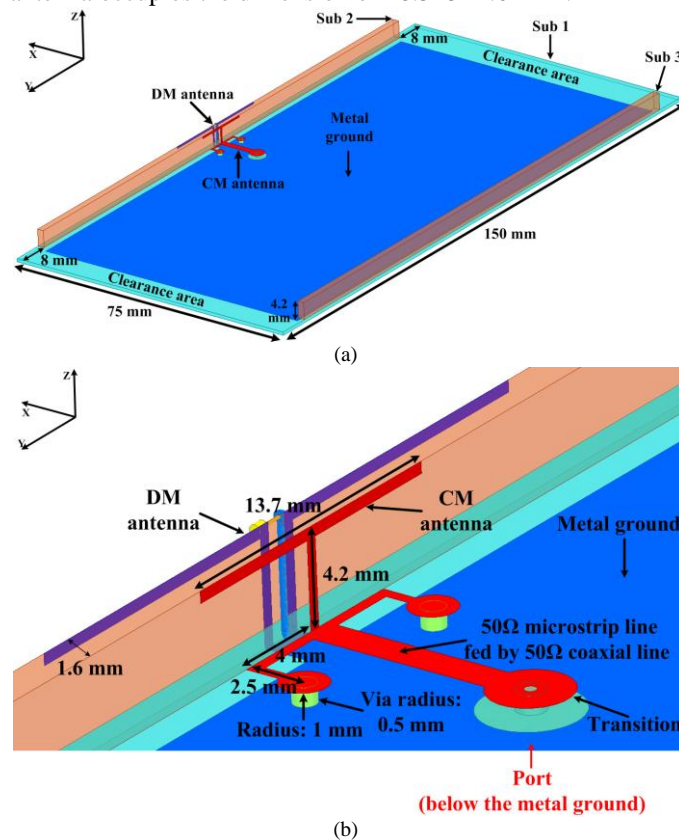 Z
X
Y
Sub 2
Sub 1
8 mm
Clearance area
Sub 3
DM antenna
Metal
ground
CM antenna
150 mm
8 mm
Clearance area
4.2
mm
75 mm
(a)
Z
X
Y
DM
antenna
13.7 mm
CM
antenna
Metal ground
4.2 mm
50Ω microstrip line
fed by 50Ω coaxial line
1.6 mm
4 mm
2.5 mm
Via radius:
0.5 mm
Radius: 1 mm
Transition
Port
(below the metal ground)
(b)